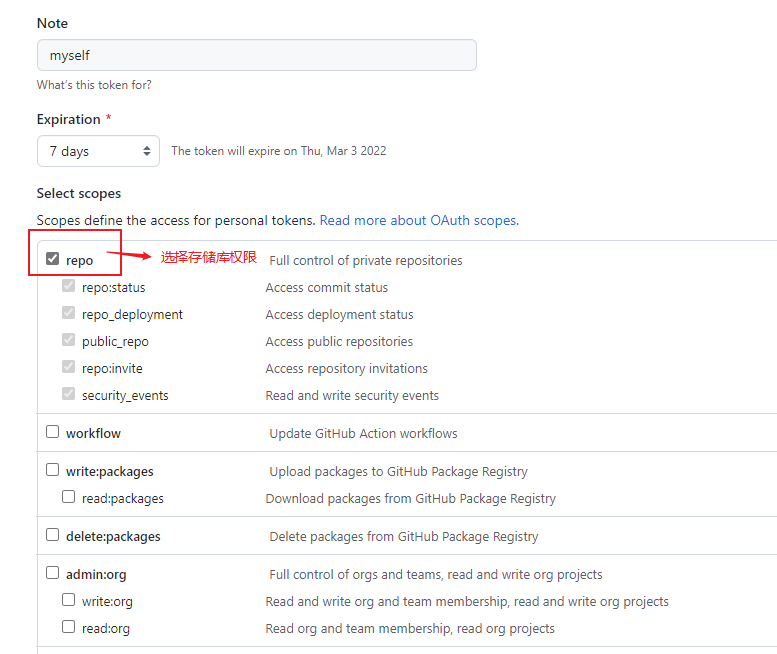 Note
myself
What's this token for?
Expiration *
7 days The token will expire on Thu, Mar 3 2022
Select scopes
Scopes define the access for personal tokens. Read more about OAuth scopes.
repo 选择存储库权限 Full control of private repositories
repo:status Access commit status
repo_deployment Access deployment status
public_repo Access public repositories
repo:invite Access repository invitations
security_events Read and write security events
workflow Update GitHub Action workflows
write:packages Upload packages to GitHub Package Registry
read:packages Download packages from GitHub Package Registry
delete:packages Delete packages from GitHub Package Registry
admin:org Full control of orgs and teams, read and write org projects
write:org Read and write org and team membership, read and write org projects
read:org Read org and team membership, read org projects